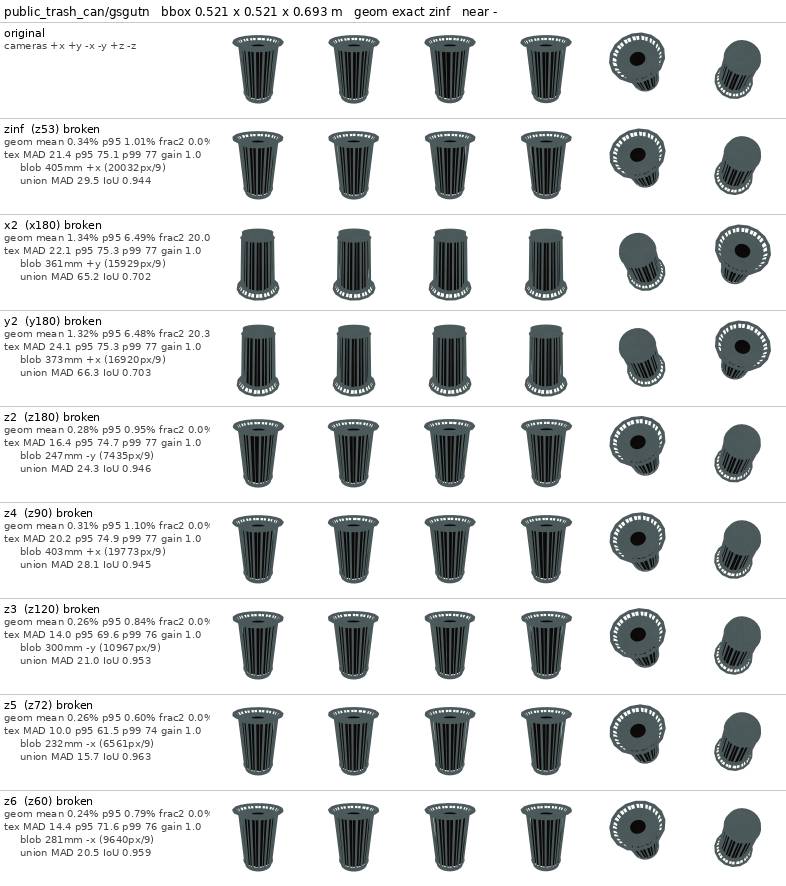 public_trash_can/gsgutn   bbox 0.521 x 0.521 x 0.693 m   geom exact zinf   near -
original
cameras +x +y -x -y +z -z
zinf  (z53) broken
geom mean 0.34% p95 1.01% frac2 0.0%
tex MAD 21.4 p95 75.1 p99 77 gain 1.0
blob 405mm +x (20032px/9)
union MAD 29.5 IoU 0.944
x2  (x180) broken
geom mean 1.34% p95 6.49% frac2 20.0
tex MAD 22.1 p95 75.3 p99 77 gain 1.0
blob 361mm +y (15929px/9)
union MAD 65.2 IoU 0.702
y2  (y180) broken
geom mean 1.32% p95 6.48% frac2 20.3
tex MAD 24.1 p95 75.3 p99 77 gain 1.0
blob 373mm +x (16920px/9)
union MAD 66.3 IoU 0.703
z2  (z180) broken
geom mean 0.28% p95 0.95% frac2 0.0%
tex MAD 16.4 p95 74.7 p99 77 gain 1.0
blob 247mm -y (7435px/9)
union MAD 24.3 IoU 0.946
z4  (z90) broken
geom mean 0.31% p95 1.10% frac2 0.0%
tex MAD 20.2 p95 74.9 p99 77 gain 1.0
blob 403mm +x (19773px/9)
union MAD 28.1 IoU 0.945
z3  (z120) broken
geom mean 0.26% p95 0.84% frac2 0.0%
tex MAD 14.0 p95 69.6 p99 76 gain 1.0
blob 300mm -y (10967px/9)
union MAD 21.0 IoU 0.953
z5  (z72) broken
geom mean 0.26% p95 0.60% frac2 0.0%
tex MAD 10.0 p95 61.5 p99 74 gain 1.0
blob 232mm -x (6561px/9)
union MAD 15.7 IoU 0.963
z6  (z60) broken
geom mean 0.24% p95 0.79% frac2 0.0%
tex MAD 14.4 p95 71.6 p99 76 gain 1.0
blob 281mm -x (9640px/9)
union MAD 20.5 IoU 0.959